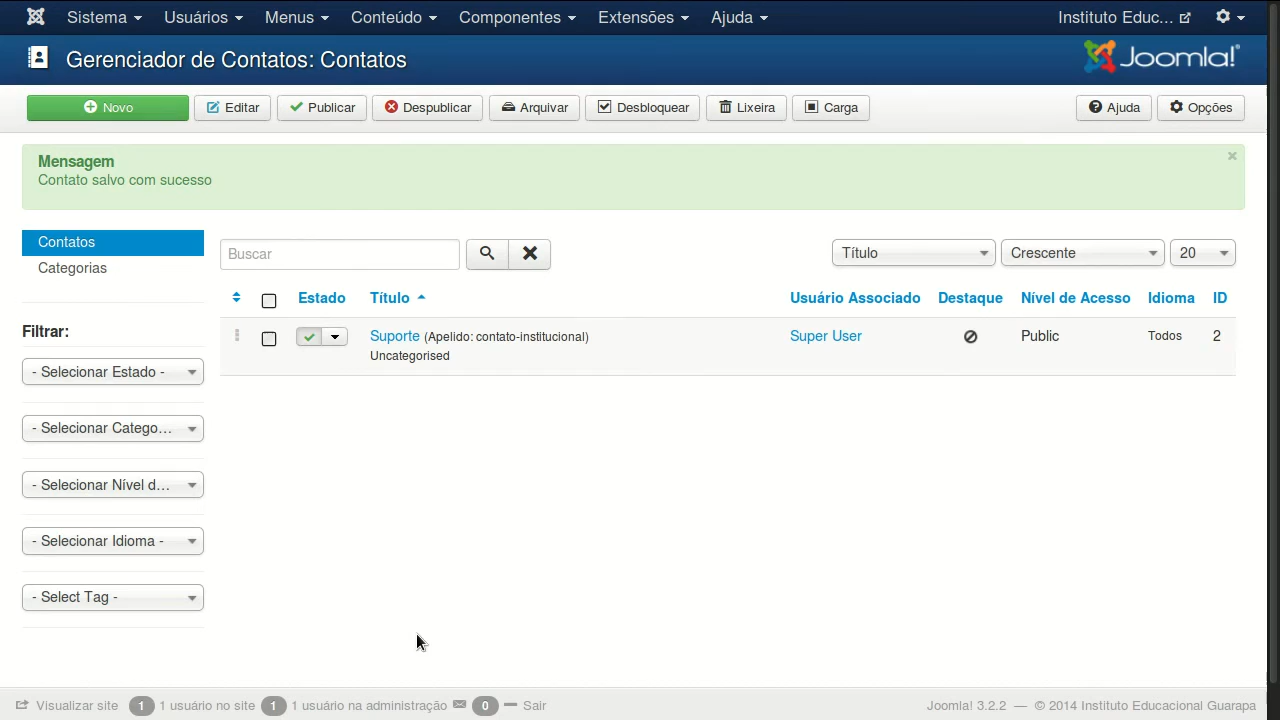 Sistema Usuários Menus Conteúdo Componentes Extensões Ajuda Instituto Educ...
Gerenciador de Contatos: Contatos Joomla!
Novo Editar Publicar Despublicar Arquivar Desbloquear Lixeira Carga Ajuda Opções
Mensagem
Contato salvo com sucesso
Contatos
Categorias
Buscar Título Crescente 20
Estado Título Usuário Associado Destaque Nível de Acesso Idioma ID
Suporte (Apelido: contato-institucional) Super User Public Todos 2
Uncategorised
Filtrar:
- Selecionar Estado -
- Selecionar Catego...
- Selecionar Nível d...
- Selecionar Idioma -
- Select Tag -
Visualizar site 1 1 usuário no site 1 1 usuário na administração 0 Sair Joomla! 3.2.2 — © 2014 Instituto Educacional Guarapa